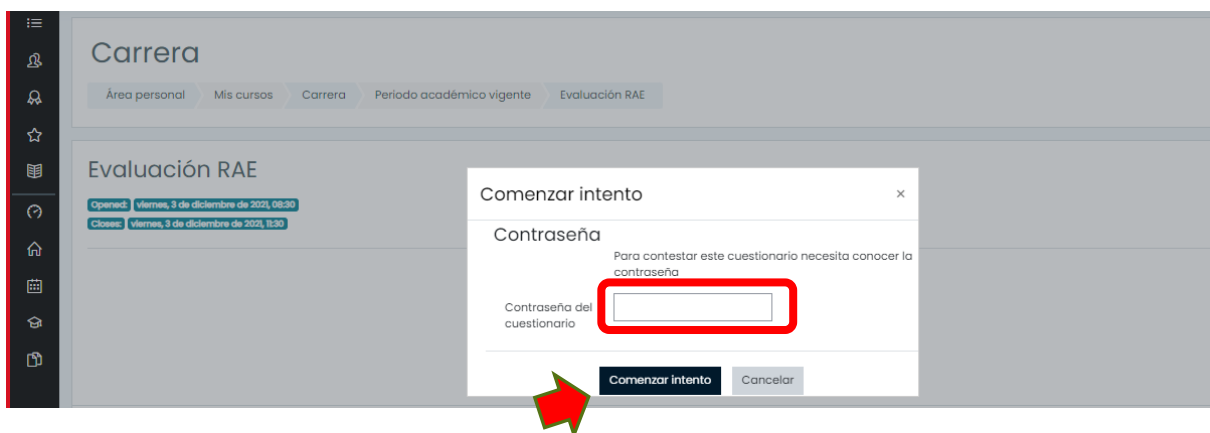 Carrera
Área personal Mis cursos Carrera Periodo académico vigente Evaluación RAE
Evaluación RAE
Opened: viernes, 3 de diciembre de 2021, 08:30
Closes: viernes, 3 de diciembre de 2021, 11:30
Comenzar intento ×
Contraseña
Para contestar este cuestionario necesita conocer la
contraseña
Contraseña del
cuestionario
Comenzar intento Cancelar